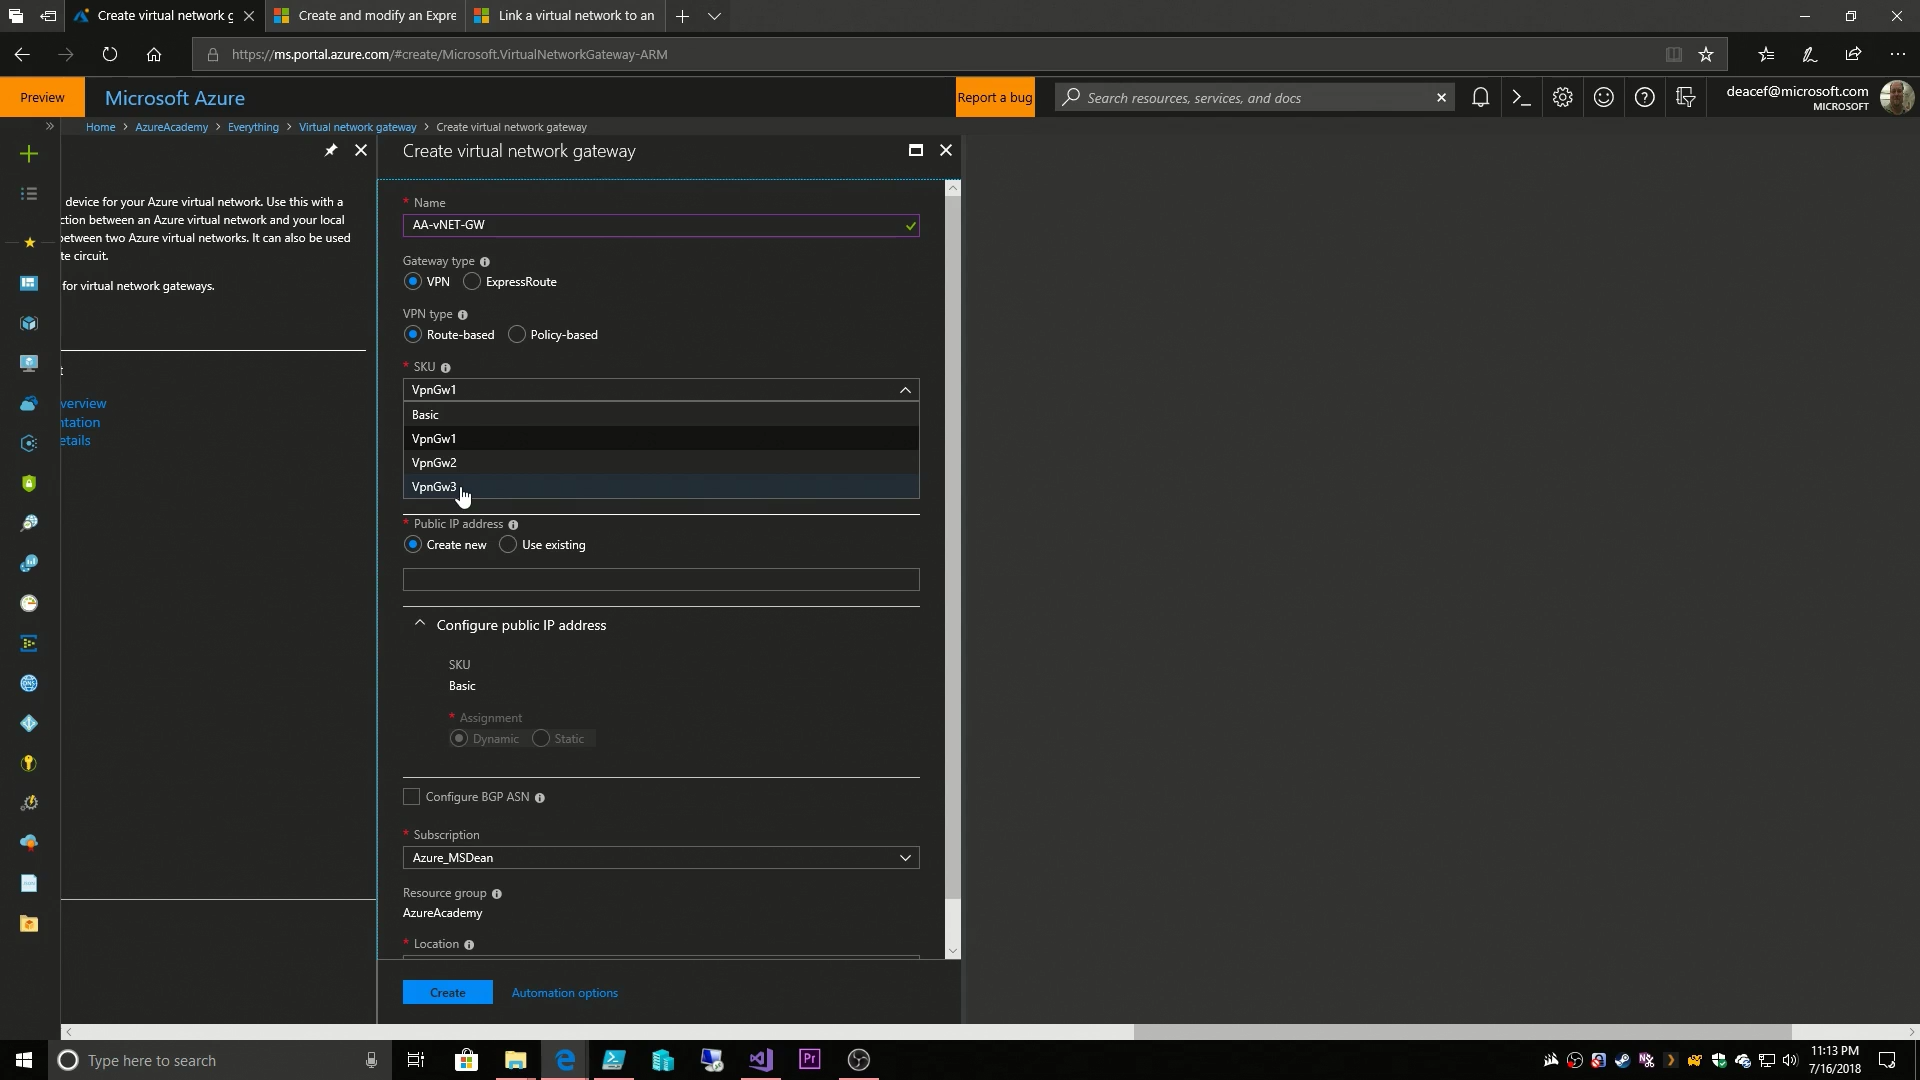 Create virtual network g
Create and modify an Expre
Link a virtual network to an
https://ms.portal.azure.com/#create/Microsoft.VirtualNetworkGateway-ARM
Preview
Microsoft Azure
Report a bug
Search resources, services, and docs
deacef@microsoft.com
MICROSOFT
Home > AzureAcademy > Everything > Virtual network gateway > Create virtual network gateway
device for your Azure virtual network. Use this with a
ction between an Azure virtual network and your local
between two Azure virtual networks. It can also be used
te circuit.
for virtual network gateways.
t
verview
ntation
etails
Create virtual network gateway
* Name
AA-vNET-GW
Gateway type
VPN ExpressRoute
VPN type
Route-based Policy-based
* SKU
VpnGw1
Basic
VpnGw1
VpnGw2
VpnGw3
* Public IP address
Create new Use existing
Configure public IP address
SKU
Basic
* Assignment
Dynamic Static
Configure BGP ASN
* Subscription
Azure_MSDean
Resource group
AzureAcademy
* Location
Create Automation options
Type here to search
Pr
11:13 PM
7/16/2018